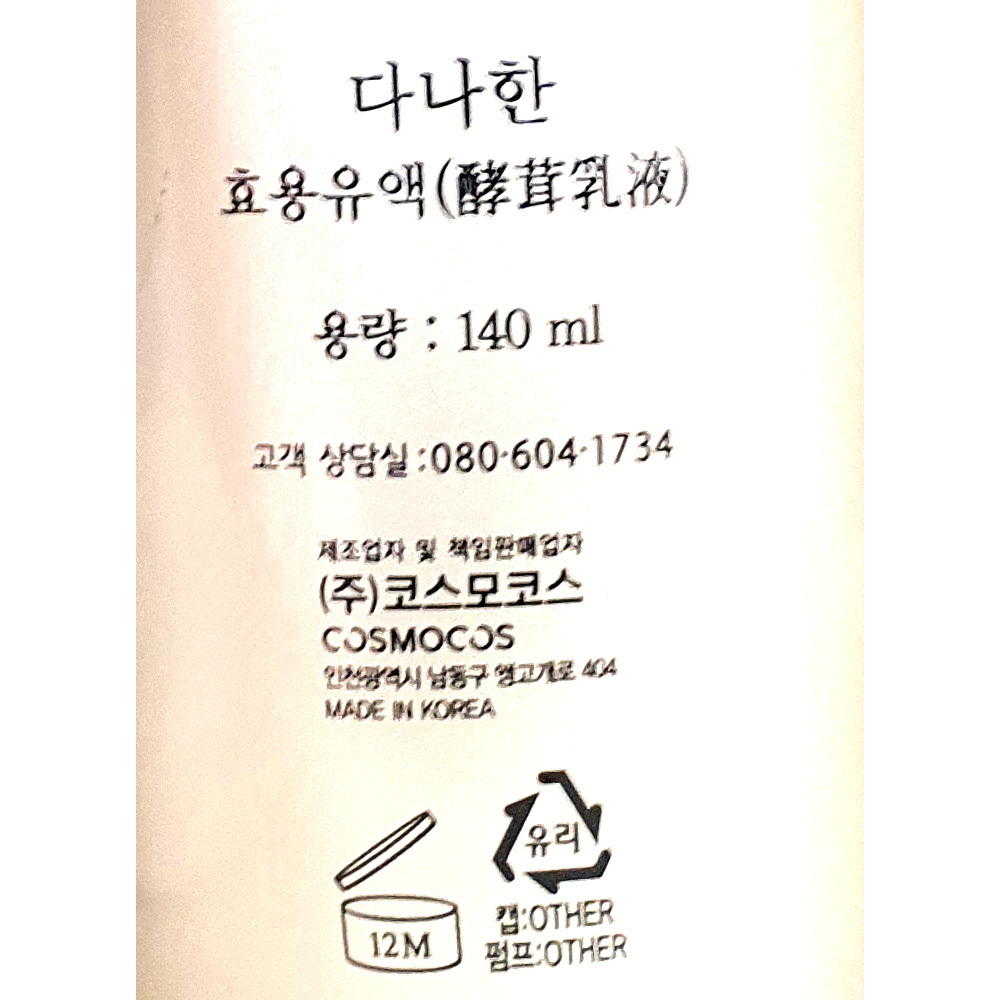 다나한
효용유액(酵茸乳液)
용량 : 140 ml
고객 상담실:080·604·1734
제조업자 및 책임판매업자
(주)코스모코스
COSMOCOS
인천광역시 남동구 앵고개로 404
MADE IN KOREA
12M
유리
캡:OTHER
펌프:OTHER